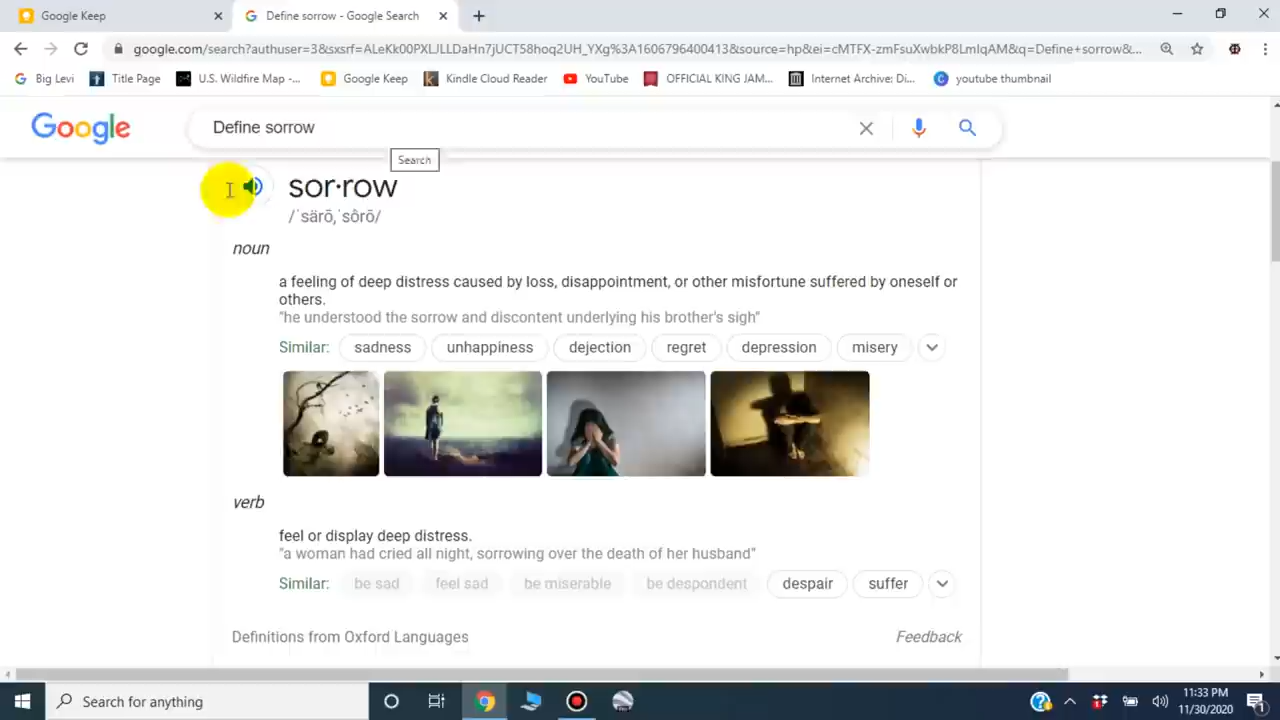 Google Keep
Define sorrow - Google Search
google.com/search?authuser=3&sxsrf=ALeKk00PXLJLLDaHn7jUCT58hoq2UH_YXg%3A1606796400413&source=hp&ei=cMTFX-zmFsuXwbkP8LmIqAM&q=Define+sorrow&...
Big Levi
Title Page
U.S. Wildfire Map -...
Google Keep
Kindle Cloud Reader
YouTube
OFFICIAL KING JAM...
Internet Archive: Di...
youtube thumbnail
Google
Define sorrow
Search
sor·row
/ˈsärō,ˈsôrō/
noun
a feeling of deep distress caused by loss, disappointment, or other misfortune suffered by oneself or
others.
"he understood the sorrow and discontent underlying his brother's sigh"
Similar: sadness unhappiness dejection regret depression misery
verb
feel or display deep distress.
"a woman had cried all night, sorrowing over the death of her husband"
Similar: be sad feel sad be miserable be despondent despair suffer
Definitions from Oxford Languages
Feedback
Search for anything
11:33 PM
11/30/2020
1